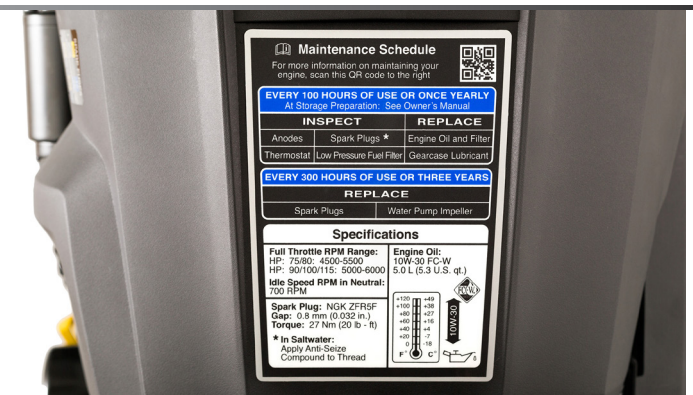 Maintenance Schedule
For more information on maintaining your
engine, scan this QR code to the right
EVERY 100 HOURS OF USE OR ONCE YEARLY
At Storage Preparation: See Owner's Manual
INSPECT REPLACE
Anodes Spark Plugs * Engine Oil and Filter
Thermostat Low Pressure Fuel Filter Gearcase Lubricant
EVERY 300 HOURS OF USE OR THREE YEARS
REPLACE
Spark Plugs Water Pump Impeller
Specifications
Full Throttle RPM Range:
HP: 75/80: 4500-5500
HP: 90/100/115: 5000-6000
Idle Speed RPM in Neutral:
700 RPM
Spark Plug: NGK ZFR5F
Gap: 0.8 mm (0.032 in.)
Torque: 27 Nm (20 lb - ft)
* In Saltwater:
Apply Anti-Seize
Compound to Thread
Engine Oil:
10W-30 FC-W
5.0 L (5.3 U.S. qt.)
FC-W
+120 +49
+100 +38
+80 +27
+60 +16
+40 +4
+20 -7
0 -18
F° C°
10W-30